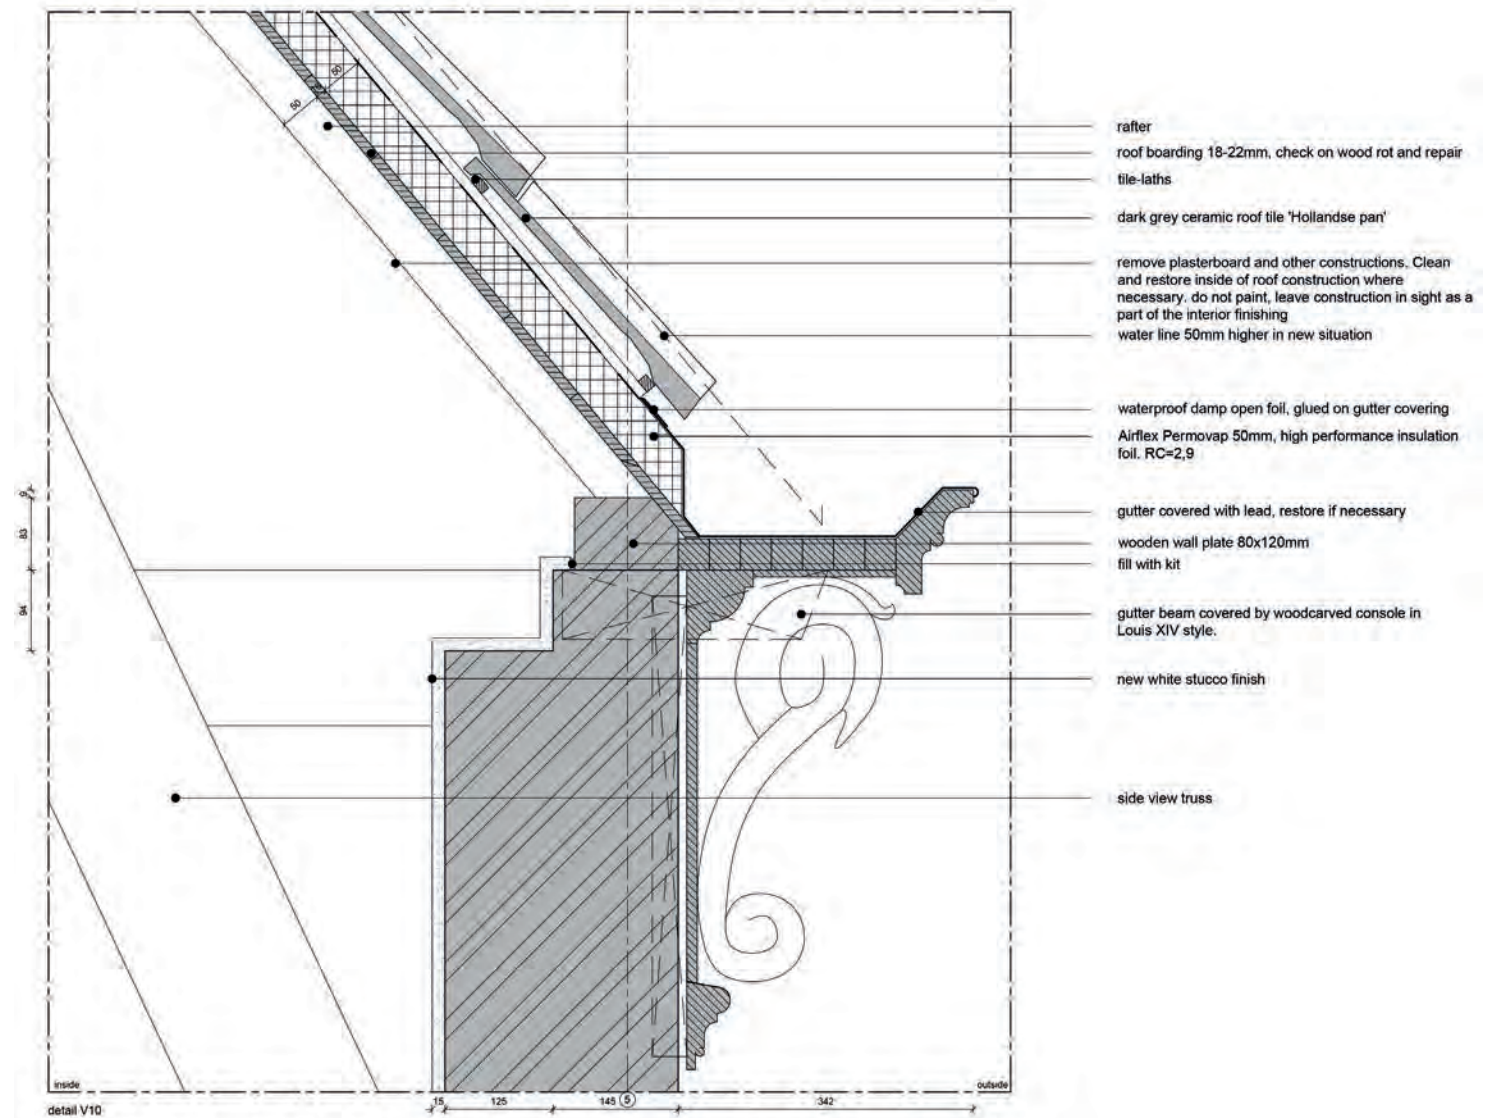 50
50
rafter
roof boarding 18-22mm, check on wood rot and repair
tile-laths
dark grey ceramic roof tile 'Hollandse pan'
remove plasterboard and other constructions. Clean
and restore inside of roof construction where
necessary. do not paint, leave construction in sight as a
part of the interior finishing
water line 50mm higher in new situation
waterproof damp open foil, glued on gutter covering
Airflex Permovap 50mm, high performance insulation
foil. RC=2,9
9
gutter covered with lead, restore if necessary
83
wooden wall plate 80x120mm
fill with kit
94
gutter beam covered by woodcarved console in
Louis XIV style.
new white stucco finish
side view truss
inside
outside
15 125 145 5 342
detail V10